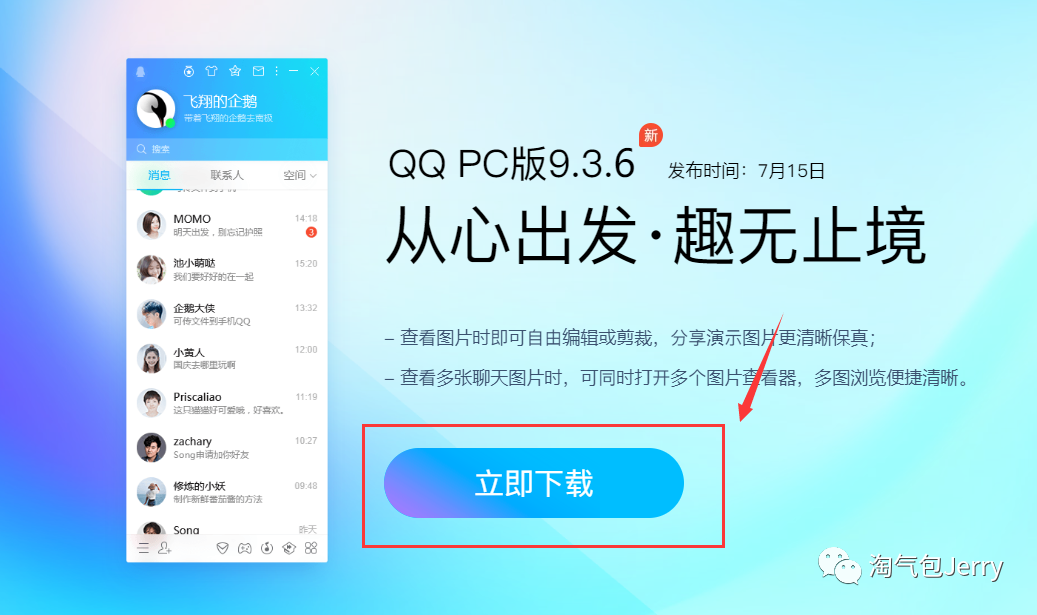 飞翔的企鹅
带着飞翔的企鹅去南极
搜索
消息 联系人 空间
MOMO 14:18
明天出发，别忘记护照 3
池小萌哒 15:20
我们要好好的在一起
企鹅大侠 13:32
可传文件到手机QQ
小黄人 12:00
国庆去哪里玩啊
Priscaliao 11:19
这只猫猫好可爱哦，好喜欢。
zachary 10:27
Song申请加你好友
修炼的小妖 09:48
制作新鲜番茄酱的方法
Song 昨天
QQ PC版9.3.6 新 发布时间：7月15日
从心出发·趣无止境
– 查看图片时即可自由编辑或剪裁，分享演示图片更清晰保真；
– 查看多张聊天图片时，可同时打开多个图片查看器，多图浏览便捷清晰。
立即下载
淘气包Jerry